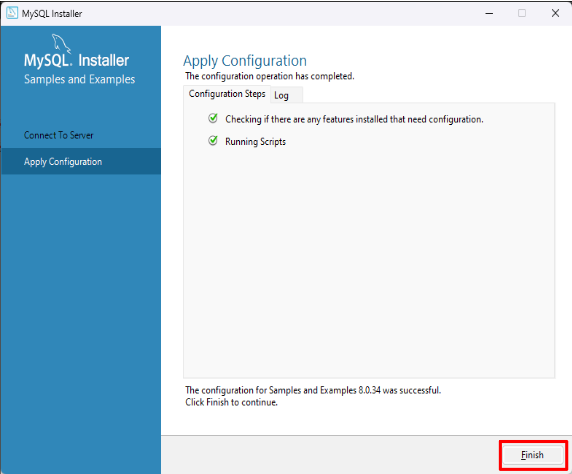 MySQL Installer
MySQL. Installer
Samples and Examples
Connect To Server
Apply Configuration
Apply Configuration
The configuration operation has completed.
Configuration Steps Log
Checking if there are any features installed that need configuration.
Running Scripts
The configuration for Samples and Examples 8.0.34 was successful.
Click Finish to continue.
Finish